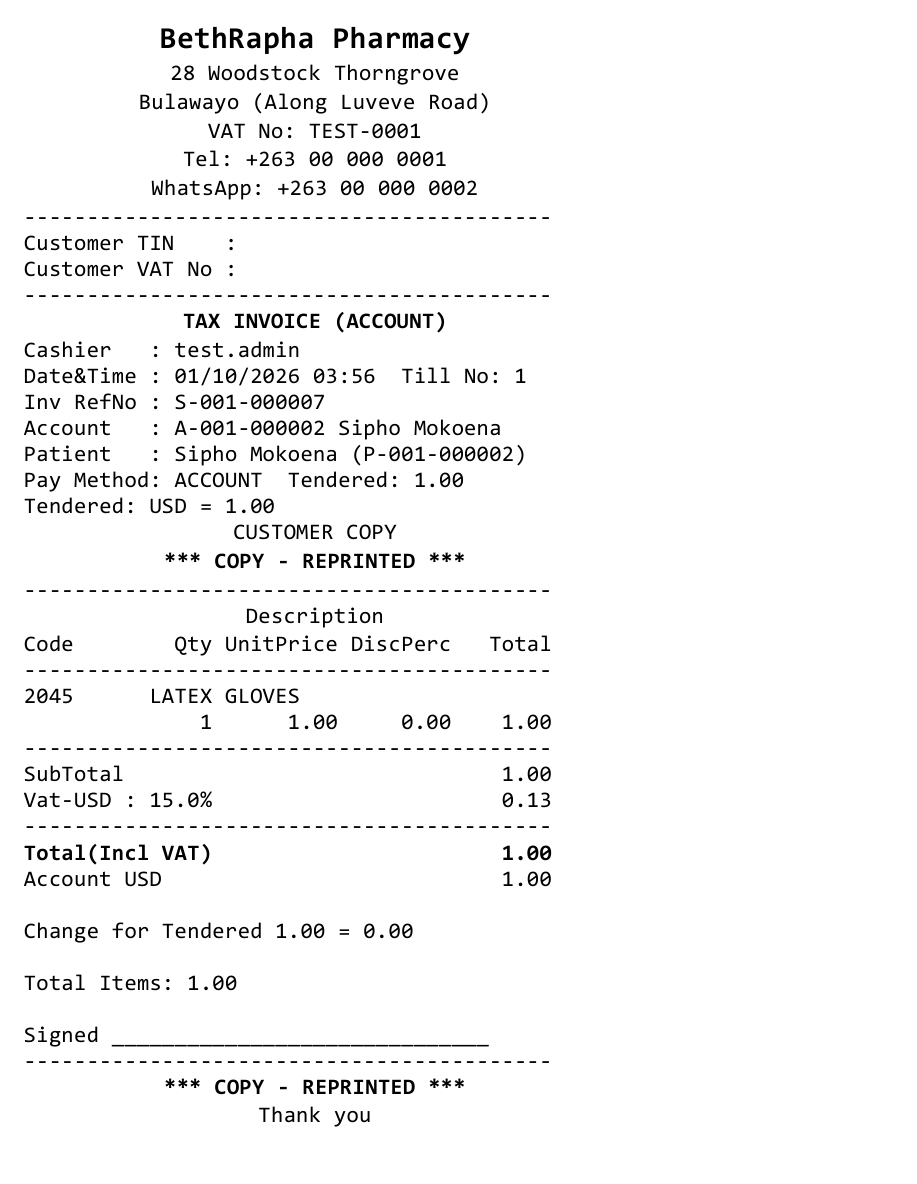 BethRapha Pharmacy
28 Woodstock Thorngrove
Bulawayo (Along Luveve Road)
VAT No: TEST-0001
Tel: +263 00 000 0001
WhatsApp: +263 00 000 0002
------------------------------------------
Customer TIN    :
Customer VAT No :
------------------------------------------
TAX INVOICE (ACCOUNT)
Cashier   : test.admin
Date&Time : 01/10/2026 03:56  Till No: 1
Inv RefNo : S-001-000007
Account   : A-001-000002 Sipho Mokoena
Patient   : Sipho Mokoena (P-001-000002)
Pay Method: ACCOUNT  Tendered: 1.00
Tendered: USD = 1.00
CUSTOMER COPY
*** COPY - REPRINTED ***
------------------------------------------
Description
Code        Qty UnitPrice DiscPerc   Total
------------------------------------------
2045      LATEX GLOVES
1      1.00     0.00    1.00
------------------------------------------
SubTotal                              1.00
Vat-USD : 15.0%                       0.13
------------------------------------------
Total(Incl VAT)                       1.00
Account USD                           1.00
Change for Tendered 1.00 = 0.00
Total Items: 1.00
Signed ______________________________
------------------------------------------
*** COPY - REPRINTED ***
Thank you